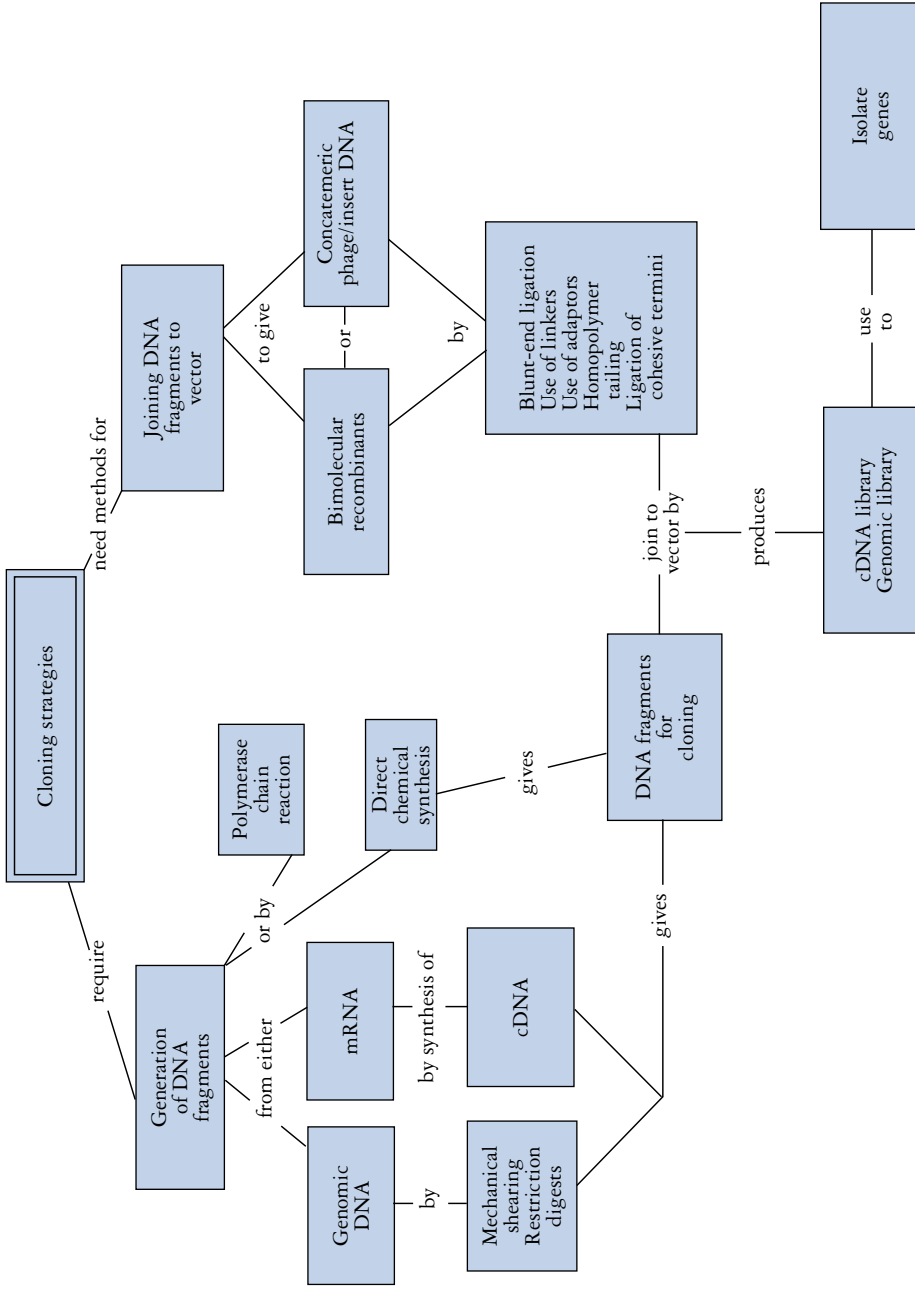 Cloning strategies
require
need methods for
Generation
of DNA
fragments
Joining DNA
fragments to
vector
from either
or by
to give
Genomic
DNA
mRNA
Polymerase
chain
reaction
Direct
chemical
synthesis
Bimolecular
recombinants
or
Concatemeric
phage/insert DNA
by
by synthesis of
by
Mechanical
shearing
Restriction
digests
cDNA
gives
Blunt-end ligation
Use of linkers
Use of adaptors
Homopolymer
tailing
Ligation of
cohesive termini
gives
DNA fragments
for
cloning
join to
vector by
produces
cDNA library
Genomic library
use
to
Isolate
genes